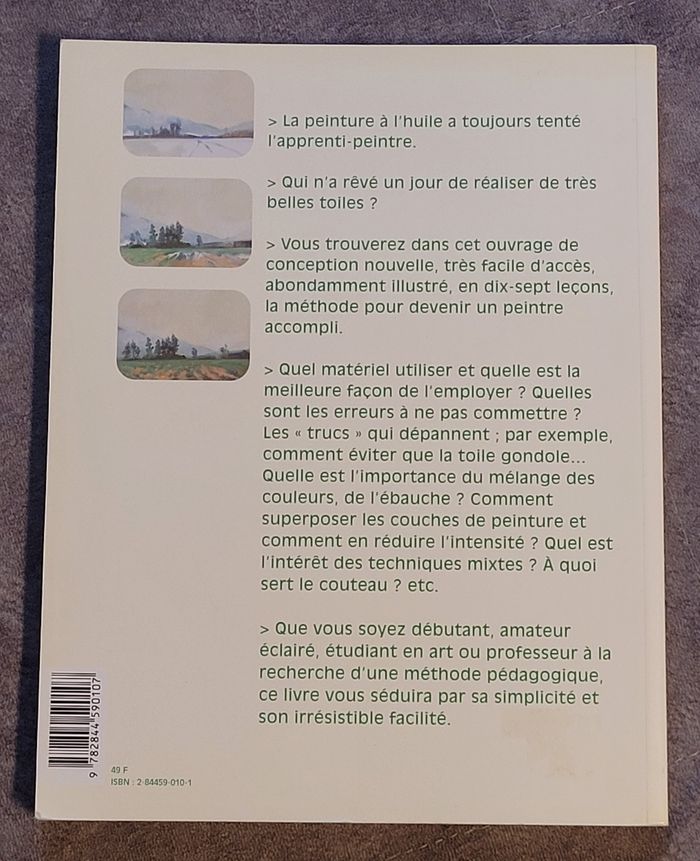 > La peinture à l'huile a toujours tenté
l'apprenti-peintre.
> Qui n'a rêvé un jour de réaliser de très
belles toiles ?
> Vous trouverez dans cet ouvrage de
conception nouvelle, très facile d'accès,
abondamment illustré, en dix-sept leçons,
la méthode pour devenir un peintre
accompli.
> Quel matériel utiliser et quelle est la
meilleure façon de l'employer ? Quelles
sont les erreurs à ne pas commettre ?
Les « trucs » qui dépannent ; par exemple,
comment éviter que la toile gondole...
Quelle est l'importance du mélange des
couleurs, de l'ébauche ? Comment
superposer les couches de peinture et
comment en réduire l'intensité ? Quel est
l'intérêt des techniques mixtes ? À quoi
sert le couteau ? etc.
> Que vous soyez débutant, amateur
éclairé, étudiant en art ou professeur à la
recherche d'une méthode pédagogique,
ce livre vous séduira par sa simplicité et
son irrésistible facilité.
9 782844 590107
49 F
ISBN : 2-84459-010-1